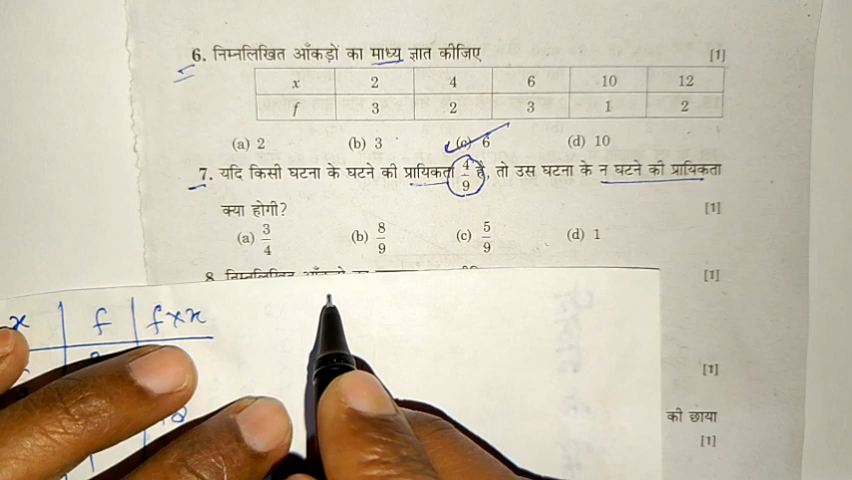 6. निम्नलिखित आँकड़ों का माध्य ज्ञात कीजिए [1]
x 2 4 6 10 12
f 3 2 3 1 2
(a) 2 (b) 3 (c) 6 (d) 10
7. यदि किसी घटना के घटने की प्रायिकता 4/9 है, तो उस घटना के न घटने की प्रायिकता
क्या होगी? [1]
(a) 3/4 (b) 8/9 (c) 5/9 (d) 1
8 निम्नलिखित [1]
x f f×x
[1]
की छाया
[1]